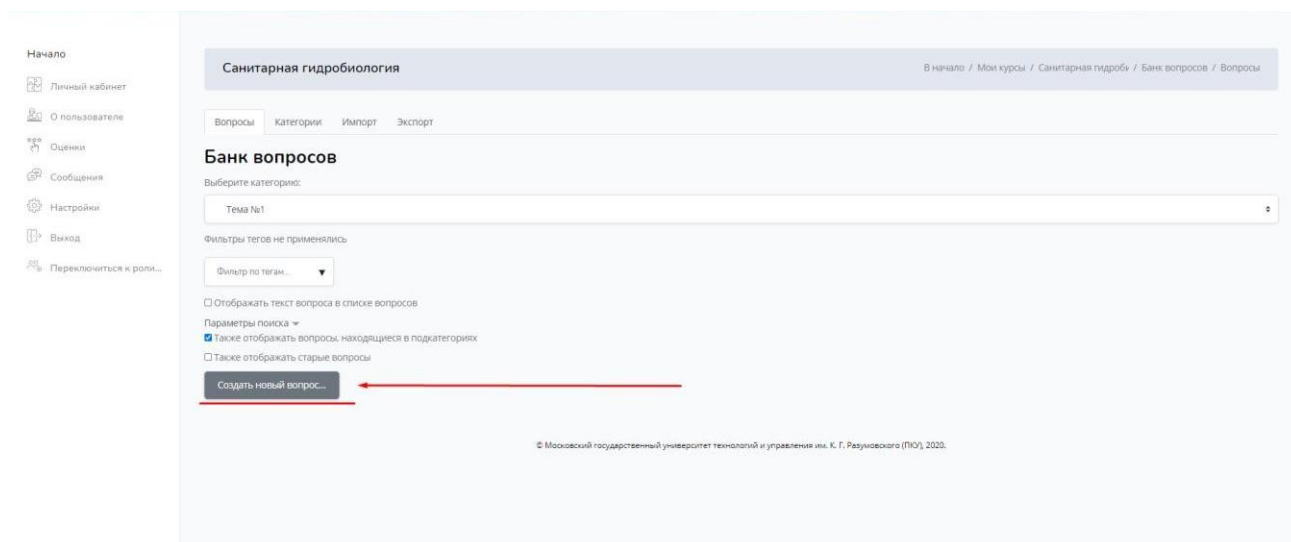 Начало
Личный кабинет
О пользователе
Оценки
Сообщения
Настройки
Выход
Переключиться к роли...
Санитарная гидробиология
В начало / Мои курсы / Санитарная гидроби / Банк вопросов / Вопросы
Вопросы Категории Импорт Экспорт
Банк вопросов
Выберите категорию:
Тема №1
Фильтры тегов не применялись
Фильтр по тегам...
Отображать текст вопроса в списке вопросов
Параметры поиска
Также отображать вопросы, находящиеся в подкатегориях
Также отображать старые вопросы
Создать новый вопрос...
© Московский государственный университет технологий и управления им. К. Г. Разумовского (ПКУ), 2020.